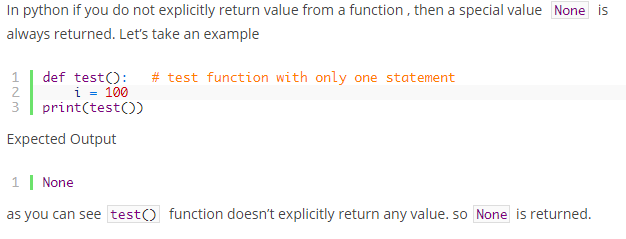 In python if you do not explicitly return value from a function , then a special value None is
always returned. Let’s take an example
1 def test():   # test function with only one statement
2     i = 100
3 print(test())
Expected Output
1 None
as you can see test() function doesn’t explicitly return any value. so None is returned.